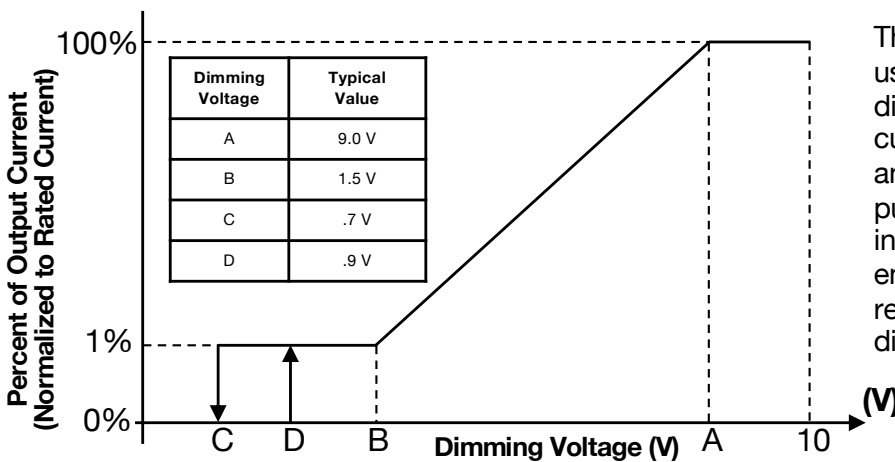 100%
1%
0%
Percent of Output Current
(Normalized to Rated Current)
Dimming Voltage Typical Value
A 9.0 V
B 1.5 V
C .7 V
D .9 V
C D B Dimming Voltage (V) A 10
(V)